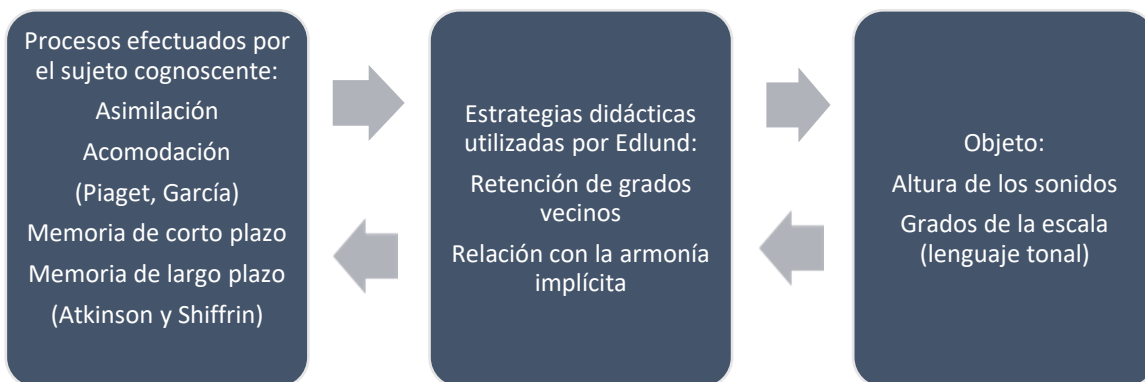 Procesos efectuados por
el sujeto cognoscente:
Asimilación
Acomodación
(Piaget, García)
Memoria de corto plazo
Memoria de largo plazo
(Atkinson y Shiffrin)
Estrategias didácticas
utilizadas por Edlund:
Retención de grados
vecinos
Relación con la armonía
implícita
Objeto:
Altura de los sonidos
Grados de la escala
(lenguaje tonal)